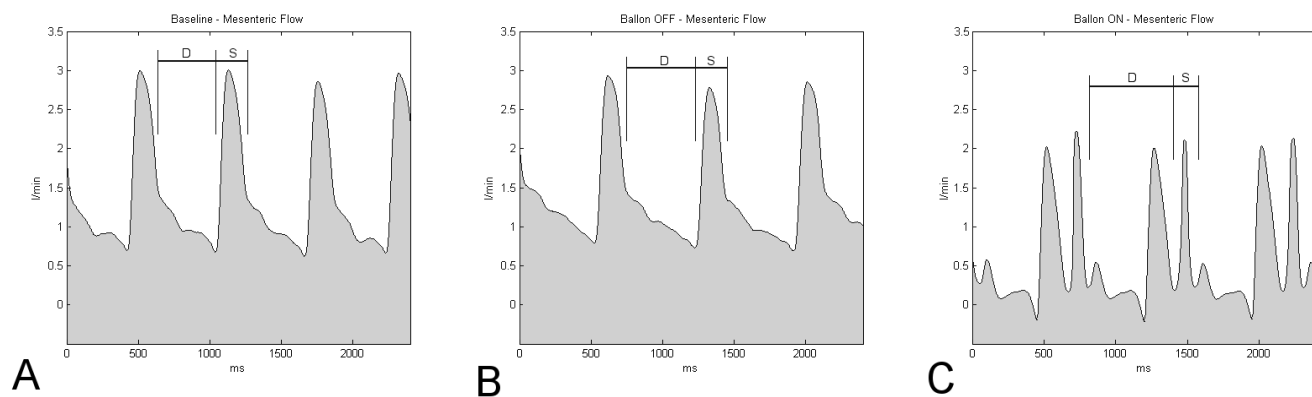 Baseline - Mesenteric Flow
3.5
3
2.5
2
1.5
1
0.5
0
l/min
D
S
0
500
1000
1500
2000
ms
A
Ballon OFF - Mesenteric Flow
3.5
3
2.5
2
1.5
1
0.5
0
l/min
D
S
0
500
1000
1500
2000
ms
B
Ballon ON - Mesenteric Flow
3.5
3
2.5
2
1.5
1
0.5
0
l/min
D
S
0
500
1000
1500
2000
ms
C